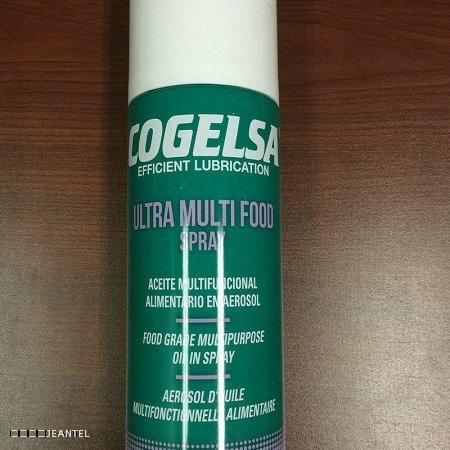 COGELSA
EFFICIENT LUBRICATION
ULTRA MULTI FOOD
SPRAY
ACEITE MULTIFUNCIONAL
ALIMENTARIO EN AEROSOL
FOOD GRADE MULTIPURPOSE
OIL IN SPRAY
AEROSOL D'HUILE
MULTIFONCTIONNELLE ALIMENTAIRE
□□□□JEANTEL